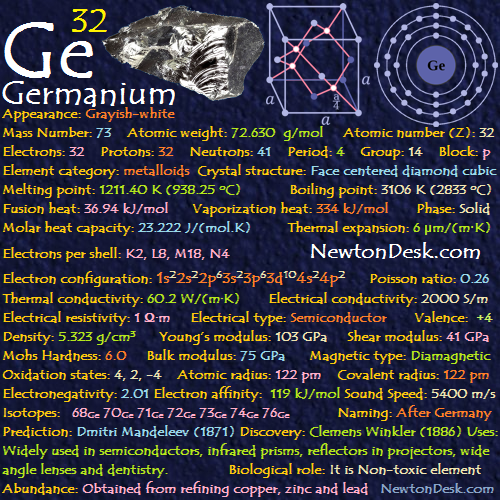 32
Ge
Germanium
Ge
a
a
a
a/4
Appearance: Grayish-white
Mass Number: 73 Atomic weight: 72.630 g/mol Atomic number (Z): 32
Electrons: 32 Protons: 32 Neutrons: 41 Period: 4 Group: 14 Block: p
Element category: metalloids Crystal structure: Face centered diamond cubic
Melting point: 1211.40 K (938.25 ºC) Boiling point: 3106 K (2833 ºC)
Fusion heat: 36.94 kJ/mol Vaporization heat: 334 kJ/mol Phase: Solid
Molar heat capacity: 23.222 J/(mol.K) Thermal expansion: 6 µm/(m·K)
Electrons per shell: K2, L8, M18, N4 NewtonDesk.com
Electron configuration: 1s²2s²2p⁶3s²3p⁶3d¹⁰4s²4p² Poisson ratio: 0.26
Thermal conductivity: 60.2 W/(m·K) Electrical conductivity: 2000 S/m
Electrical resistivity: 1 Ω·m Electrical type: Semiconductor Valence: +4
Density: 5.323 g/cm³ Young's modulus: 103 GPa Shear modulus: 41 GPa
Mohs Hardness: 6.0 Bulk modulus: 75 GPa Magnetic type: Diamagnetic
Oxidation states: 4, 2, -4 Atomic radius: 122 pm Covalent radius: 122 pm
Electronegativity: 2.01 Electron affinity: 119 kJ/mol Sound Speed: 5400 m/s
Isotopes: 68Ge 70Ge 71Ge 72Ge 73Ge 74Ge 76Ge Naming: After Germany
Prediction: Dmitri Mandeleev (1871) Discovery: Clemens Winkler (1886) Uses:
Widely used in semiconductors, infrared prisms, reflectors in projectors, wide
angle lenses and dentistry. Biological role: It is Non-toxic element
Abundance: Obtained from refining copper, zinc and lead NewtonDesk.com